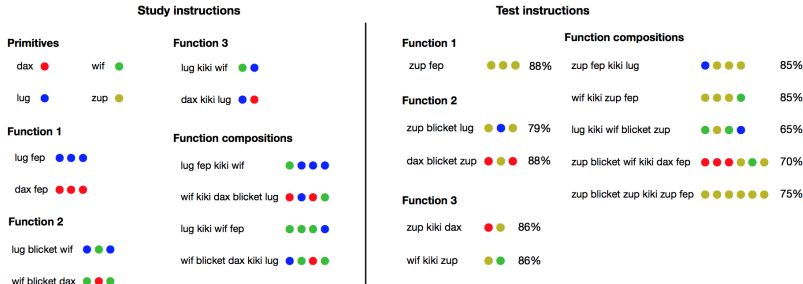 Study instructions
Primitives
dax
wif
lug
zup
Function 1
lug fep
dax fep
Function 2
lug blicket wif
wif blicket dax
Function 3
lug kiki wif
dax kiki lug
Function compositions
lug fep kiki wif
wif kiki dax blicket lug
lug kiki wif fep
wif blicket dax kiki lug
Test instructions
Function 1
zup fep 88%
Function 2
zup blicket lug 79%
dax blicket zup 88%
Function 3
zup kiki dax 86%
wif kiki zup 86%
Function compositions
zup fep kiki lug 85%
wif kiki zup fep 85%
lug kiki wif blicket zup 65%
zup blicket wif kiki dax fep 70%
zup blicket zup kiki zup fep 75%